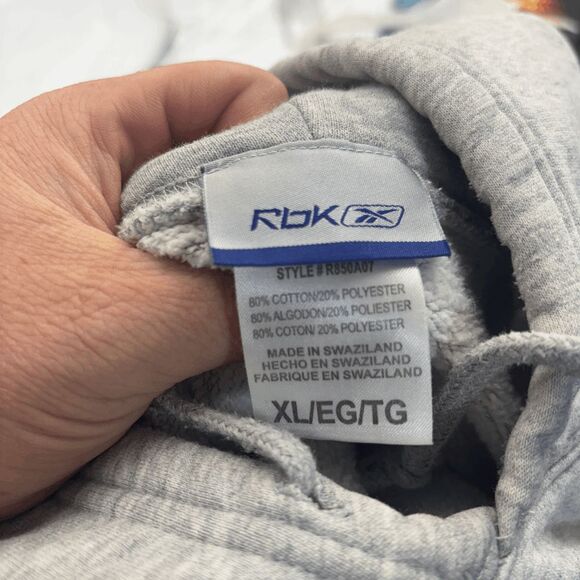 RbK
STYLE # R850A07
80% COTTON/20% POLYESTER
80% ALGODON/20% POLIESTER
80% COTON/20% POLYESTER
MADE IN SWAZILAND
HECHO EN SWAZILAND
FABRIQUE EN SWAZILAND
XL/EG/TG